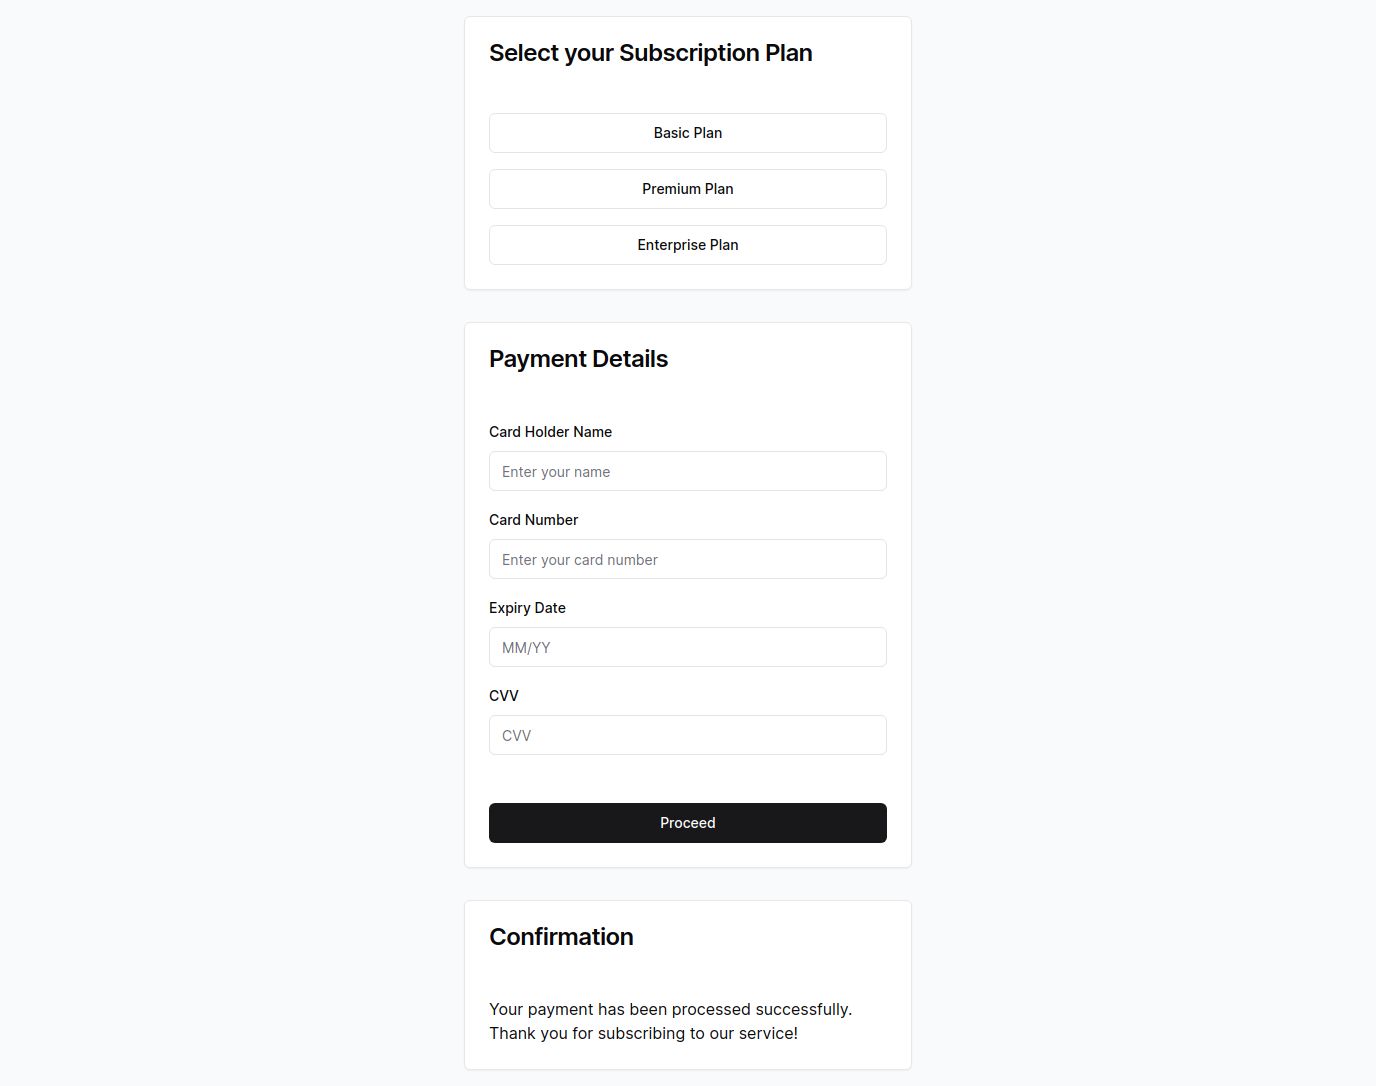 Select your Subscription Plan
Basic Plan
Premium Plan
Enterprise Plan
Payment Details
Card Holder Name
Enter your name
Card Number
Enter your card number
Expiry Date
MM/YY
CVV
CVV
Proceed
Confirmation
Your payment has been processed successfully.
Thank you for subscribing to our service!